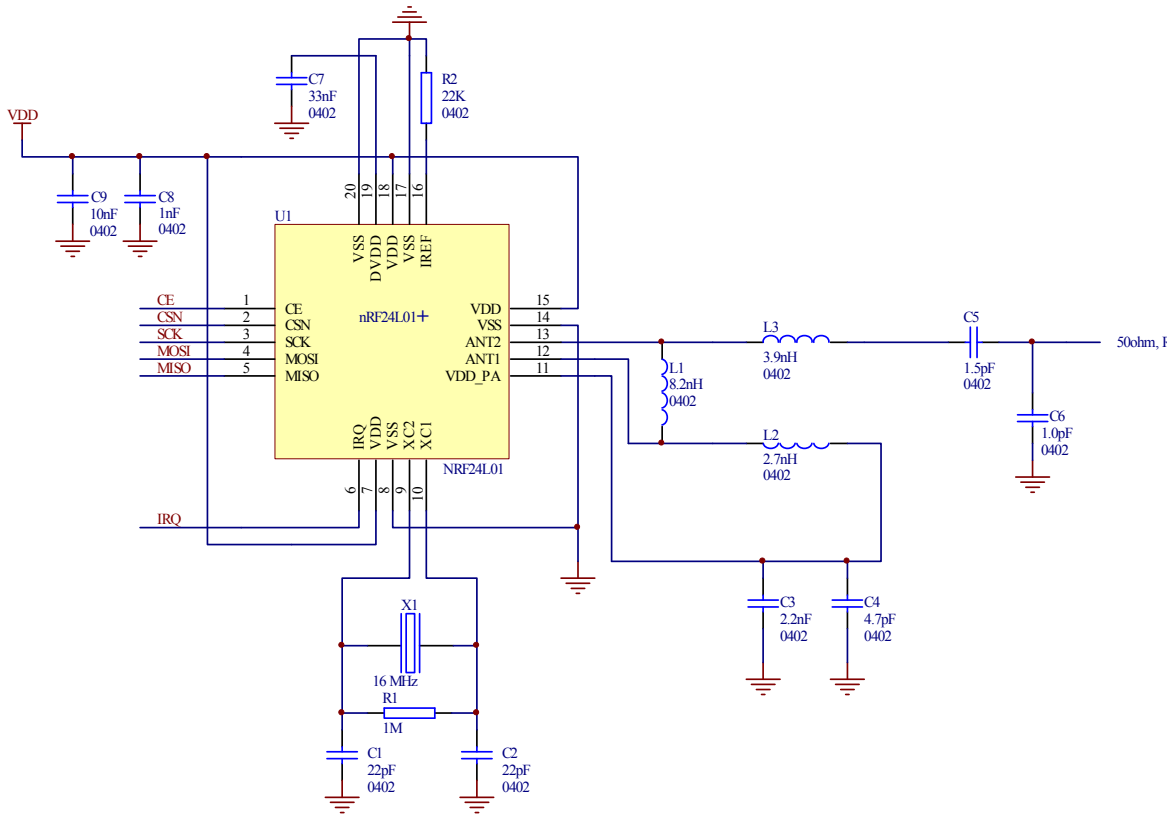 C7
33nF
0402
R2
22K
0402
VDD
C9
10nF
0402
C8
1nF
0402
20
19
18
17
16
U1
VSS
DVDD
VDD
VSS
IREF
CE
CSN
SCK
MOSI
MISO
1
2
3
4
5
CE
CSN
SCK
MOSI
MISO
nRF24L01+
VDD
VSS
ANT2
ANT1
VDD_PA
15
14
13
12
11
IRQ
VDD
VSS
XC2
XC1
NRF24L01
6
7
8
9
10
IRQ
L1
8.2nH
0402
L3
3.9nH
0402
L2
2.7nH
0402
C5
1.5pF
0402
50ohm,
C6
1.0pF
0402
C3
2.2nF
0402
C4
4.7pF
0402
X1
16 MHz
R1
1M
C1
22pF
0402
C2
22pF
0402